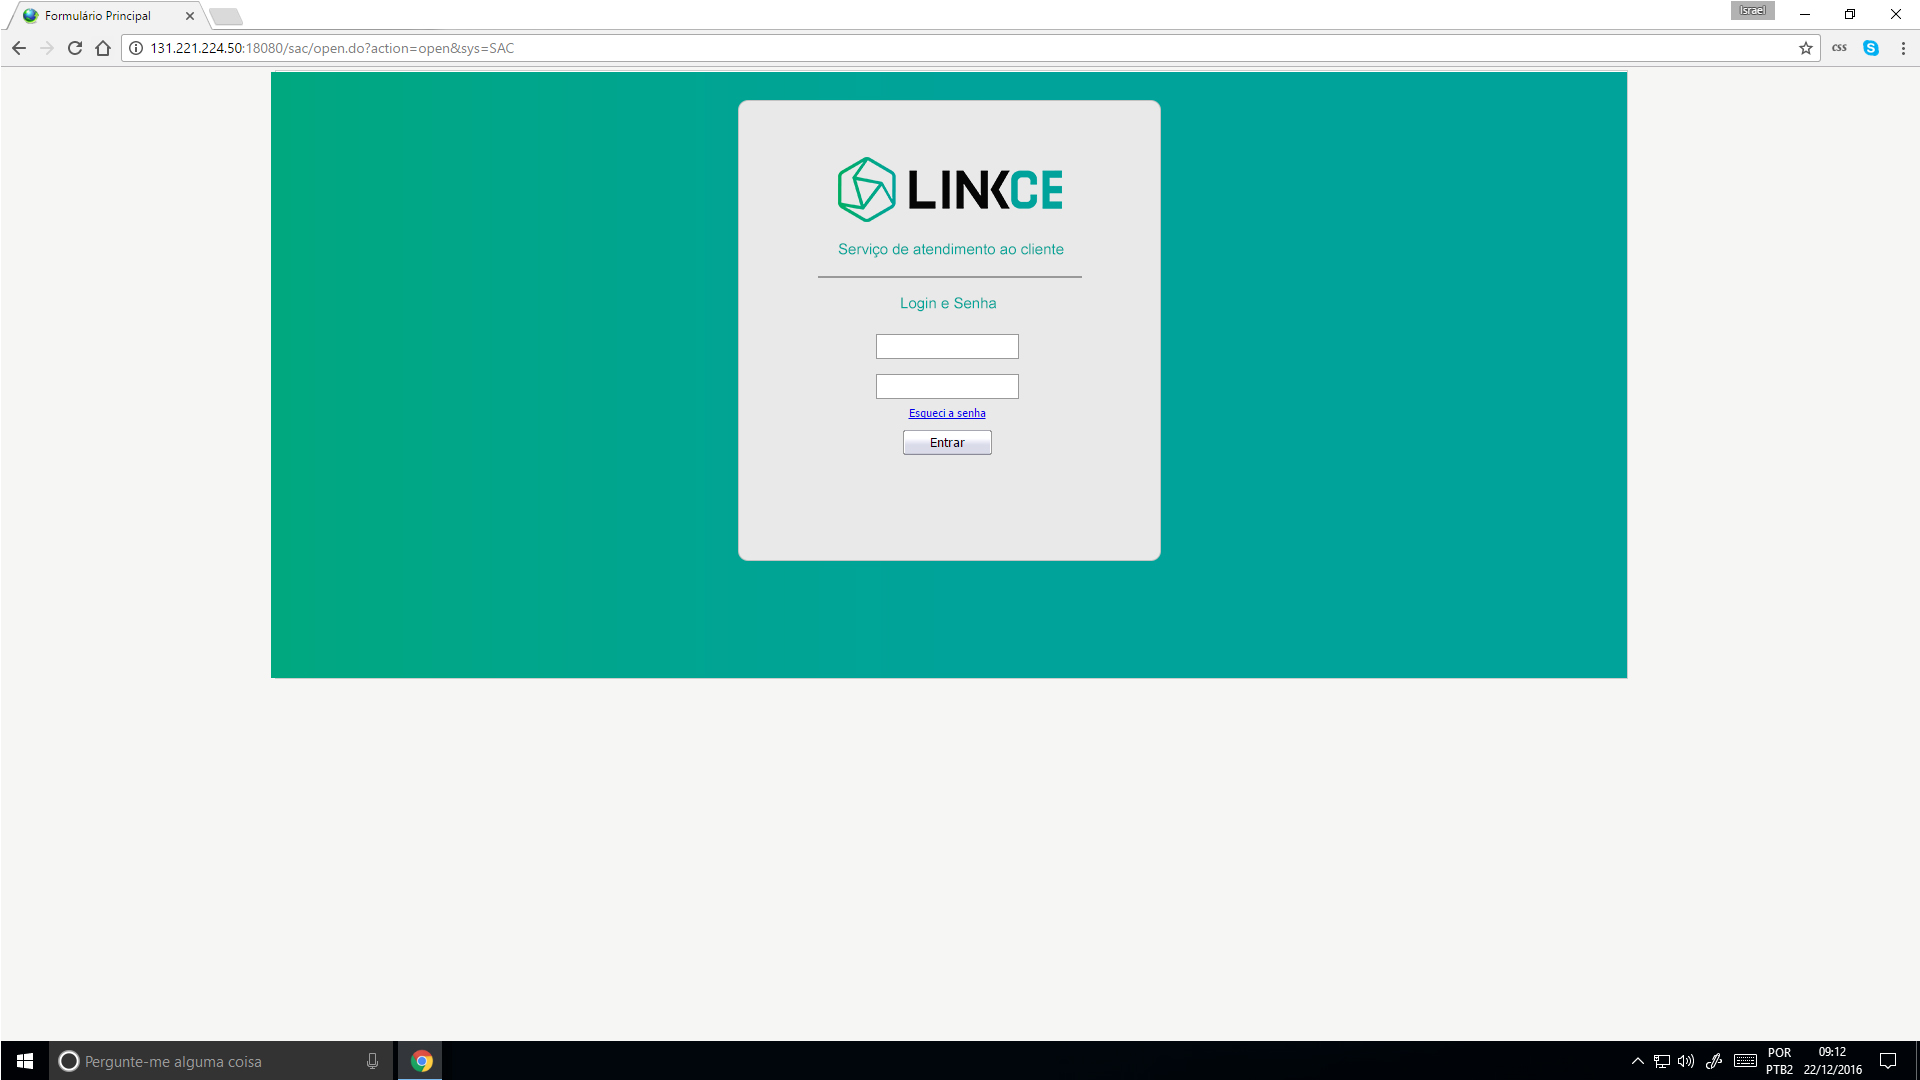 Formulário Principal
Israel
131.221.224.50:18080/sac/open.do?action=open&sys=SAC
css
LINKCE
Serviço de atendimento ao cliente
Login e Senha
Esqueci a senha
Entrar
Pergunte-me alguma coisa
POR
PTB2
09:12
22/12/2016